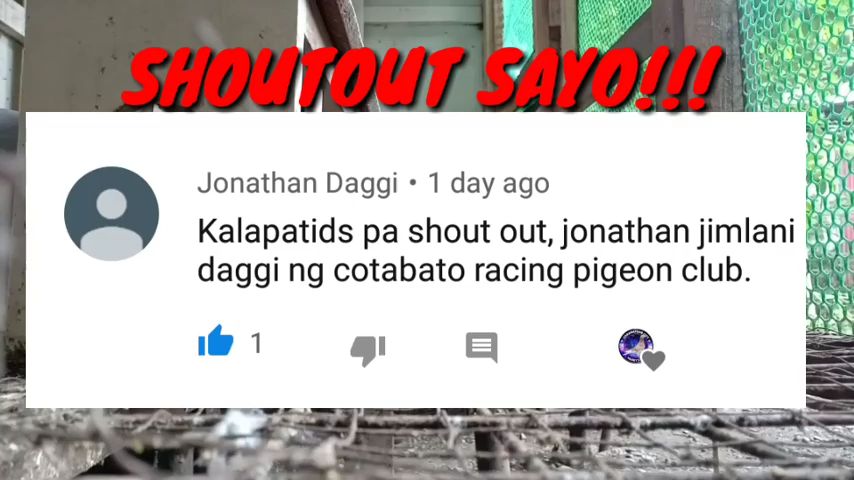 SHOUTOUT SAYO!!!
Jonathan Daggi • 1 day ago
Kalapatids pa shout out, jonathan jimlani
daggi ng cotabato racing pigeon club.
1